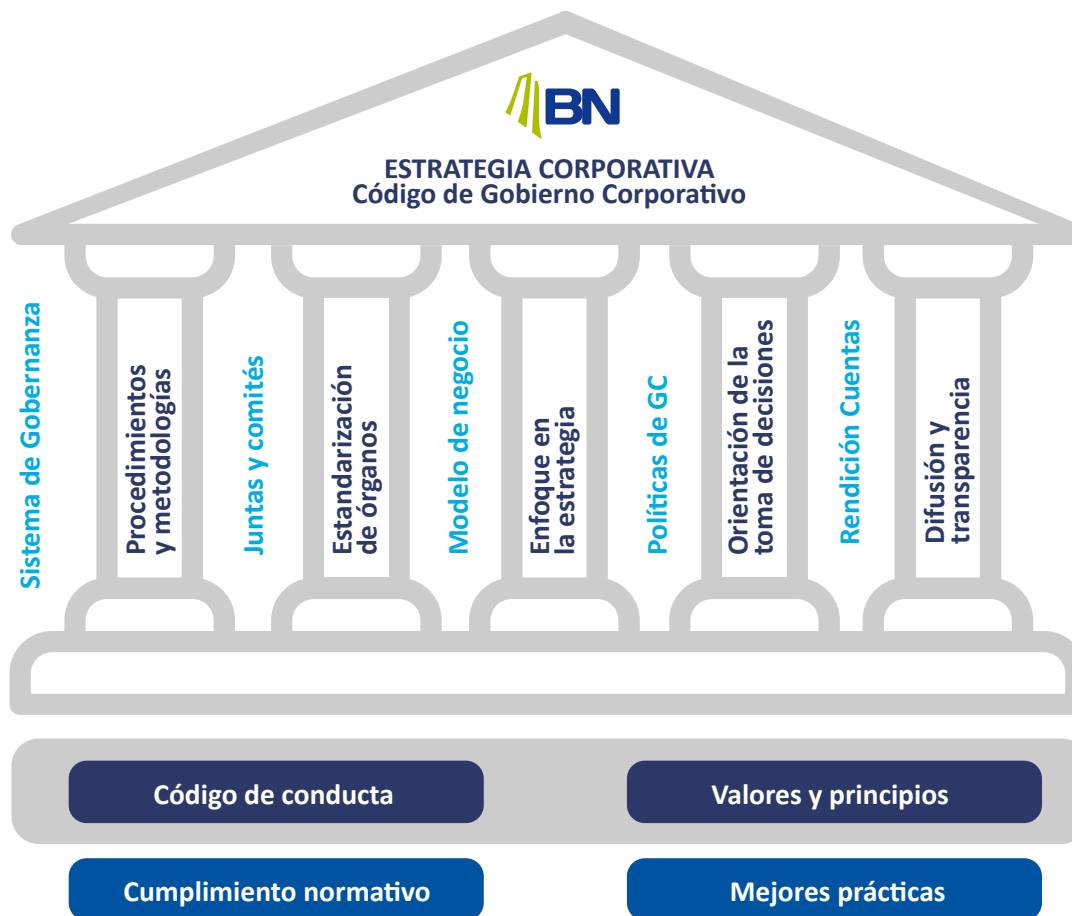 BN
ESTRATEGIA CORPORATIVA
Código de Gobierno Corporativo
Sistema de Gobernanza
Procedimientos
y metodologías
Juntas y comités
Estandarización
de órganos
Modelo de negocio
Enfoque en
la estrategia
Políticas de GC
Orientación de la
toma de decisiones
Rendición Cuentas
Difusión y
transparencia
Código de conducta
Valores y principios
Cumplimiento normativo
Mejores prácticas